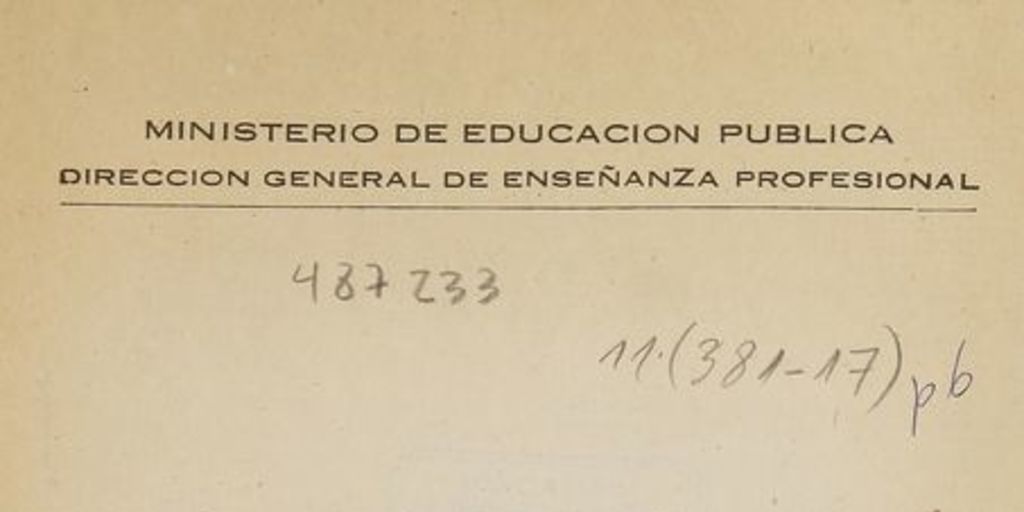 MINISTERIO DE EDUCACION PUBLICA
DIRECCION GENERAL DE ENSEÑANZA PROFESIONAL
487233
11.(381-17) pb